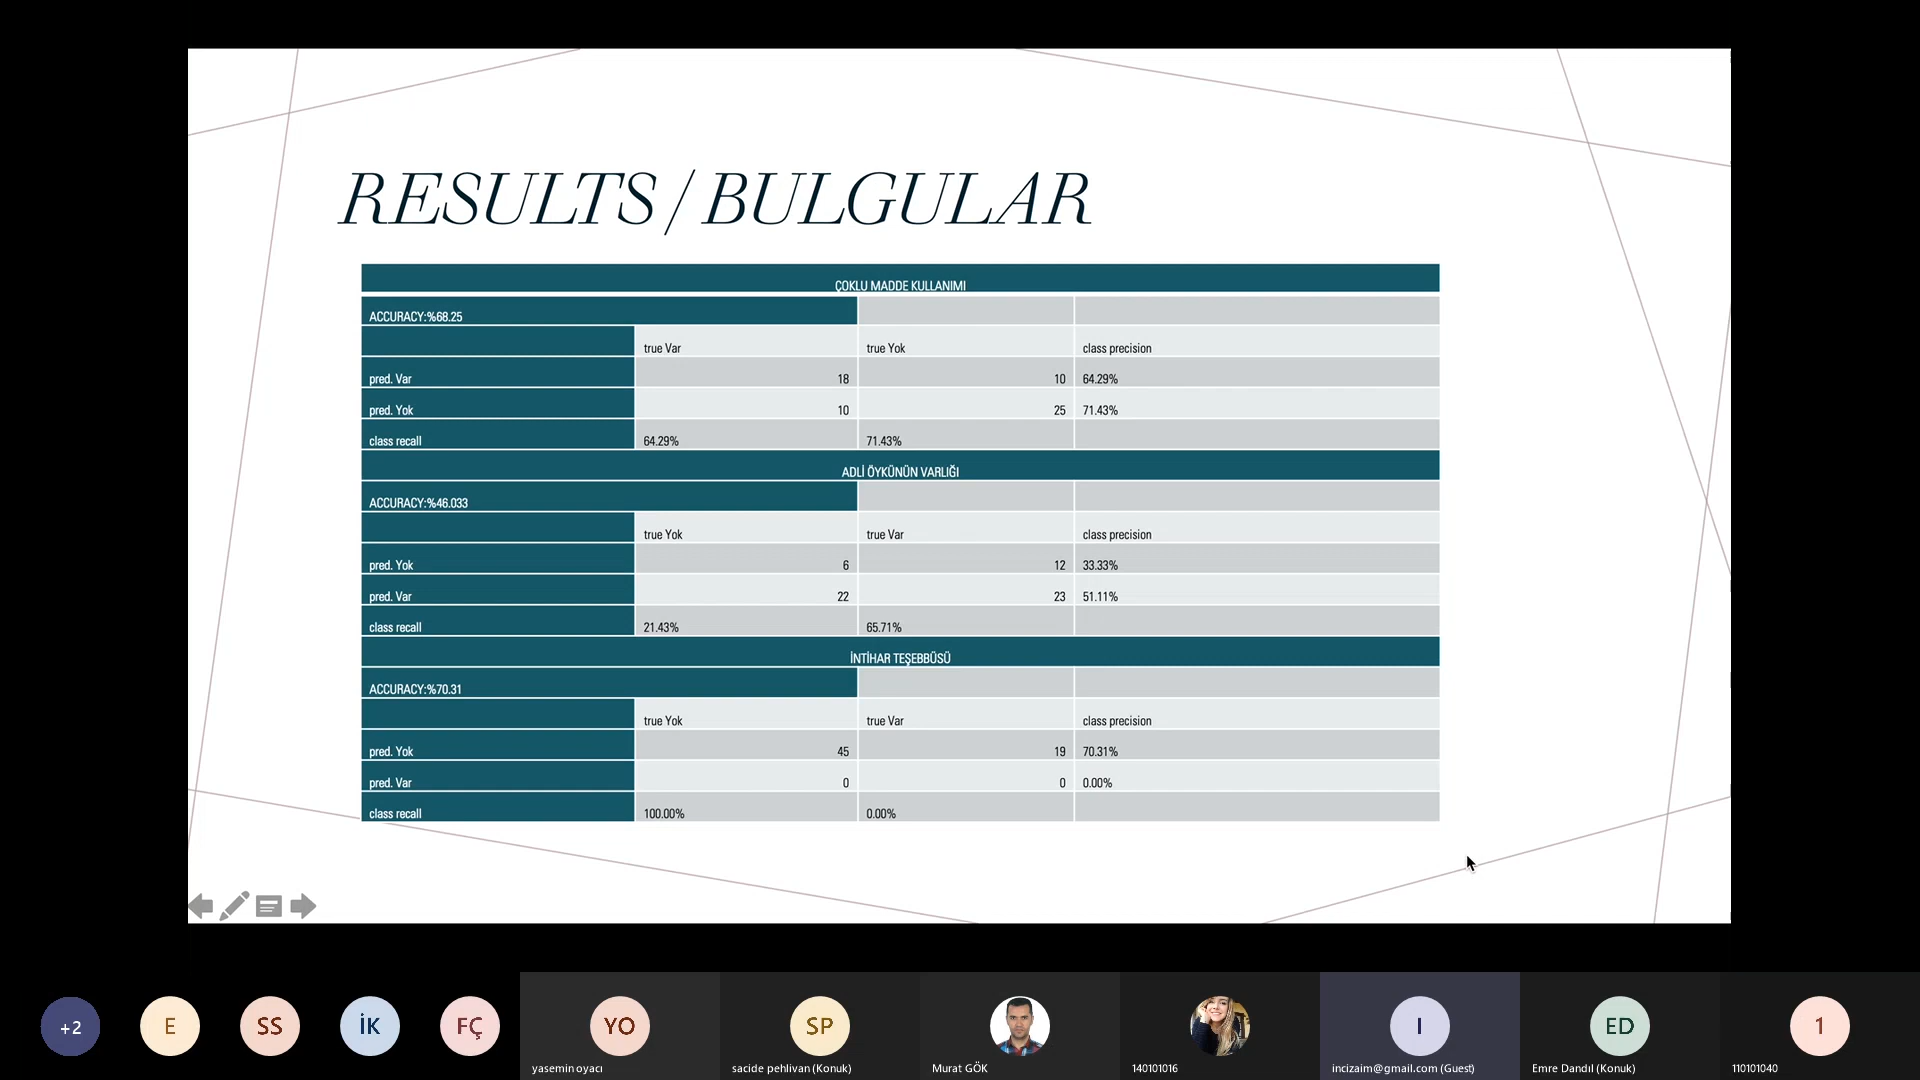 RESULTS / BULGULAR
ÇOKLU MADDE KULLANIMI
ACCURACY:%68.25
true Var true Yok class precision
pred. Var 18 10 64.29%
pred. Yok 10 25 71.43%
class recall 64.29% 71.43%
ADLİ ÖYKÜNÜN VARLIĞI
ACCURACY:%46.033
true Yok true Var class precision
pred. Yok 6 12 33.33%
pred. Var 22 23 51.11%
class recall 21.43% 65.71%
İNTİHAR TEŞEBBÜSÜ
ACCURACY:%70.31
true Yok true Var class precision
pred. Yok 45 19 70.31%
pred. Var 0 0 0.00%
class recall 100.00% 0.00%
+2 E SS İK FÇ YO SP I ED 1
yasemin oyacı sacide pehlivan (Konuk) Murat GÖK 140101016 incizaim@gmail.com (Guest) Emre Dandıl (Konuk) 110101040